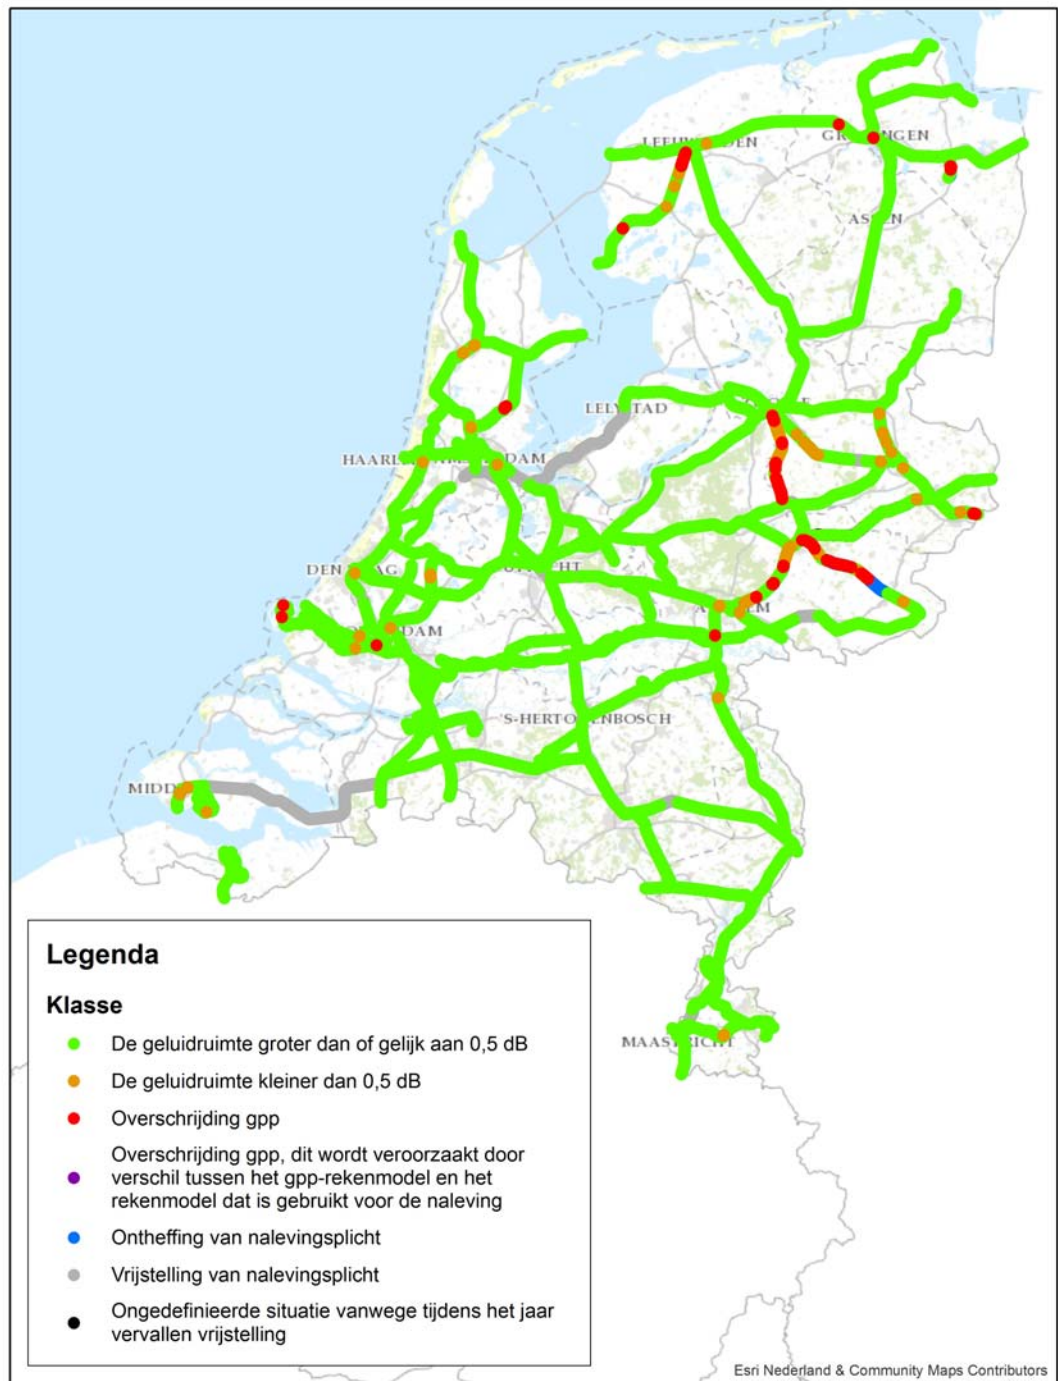 LEEUWARDEN
GRONINGEN
ASSEN
LELYSTAD
HAARLEM
AMSTERDAM
DEN HAAG
UTRECHT
ARNHEM
'S-HERTOGENBOSCH
MAASTRICHT
Legenda
Klasse
De geluidruimte groter dan of gelijk aan 0,5 dB
De geluidruimte kleiner dan 0,5 dB
Overschrijding gpp
Overschrijding gpp, dit wordt veroorzaakt door
verschil tussen het gpp-rekenmodel en het
rekenmodel dat is gebruikt voor de naleving
Ontheffing van nalevingsplicht
Vrijstelling van nalevingsplicht
Ongedefinieerde situatie vanwege tijdens het jaar
vervallen vrijstelling
Esri Nederland & Community Maps Contributors